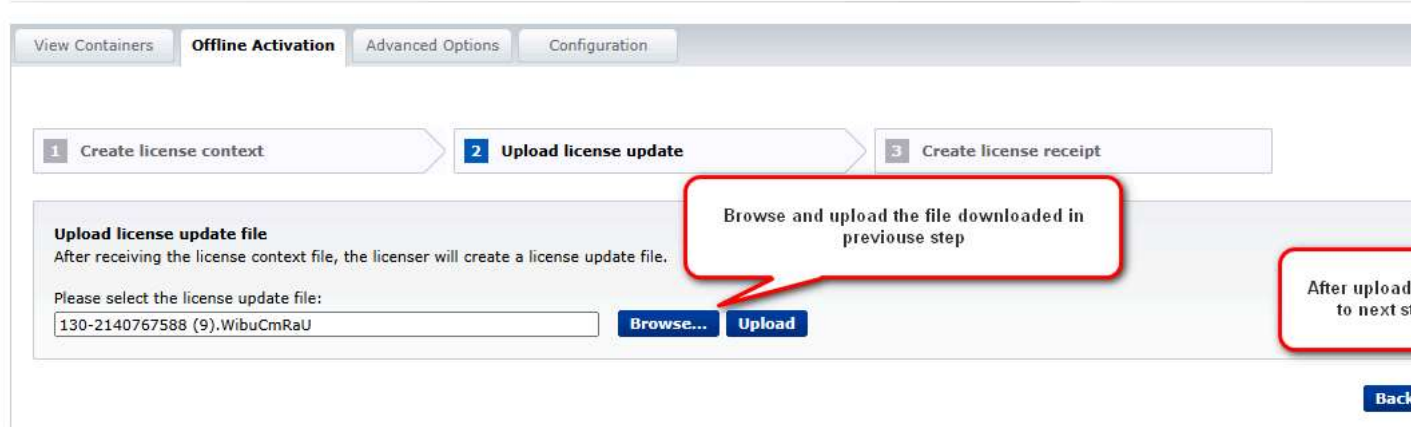 View Containers Offline Activation Advanced Options Configuration
1 Create license context 2 Upload license update 3 Create license receipt
Browse and upload the file downloaded in
previouse step
Upload license update file
After receiving the license context file, the licenser will create a license update file.
Please select the license update file:
130-2140767588 (9).WibuCmRaU Browse... Upload
After upload
to next
Back